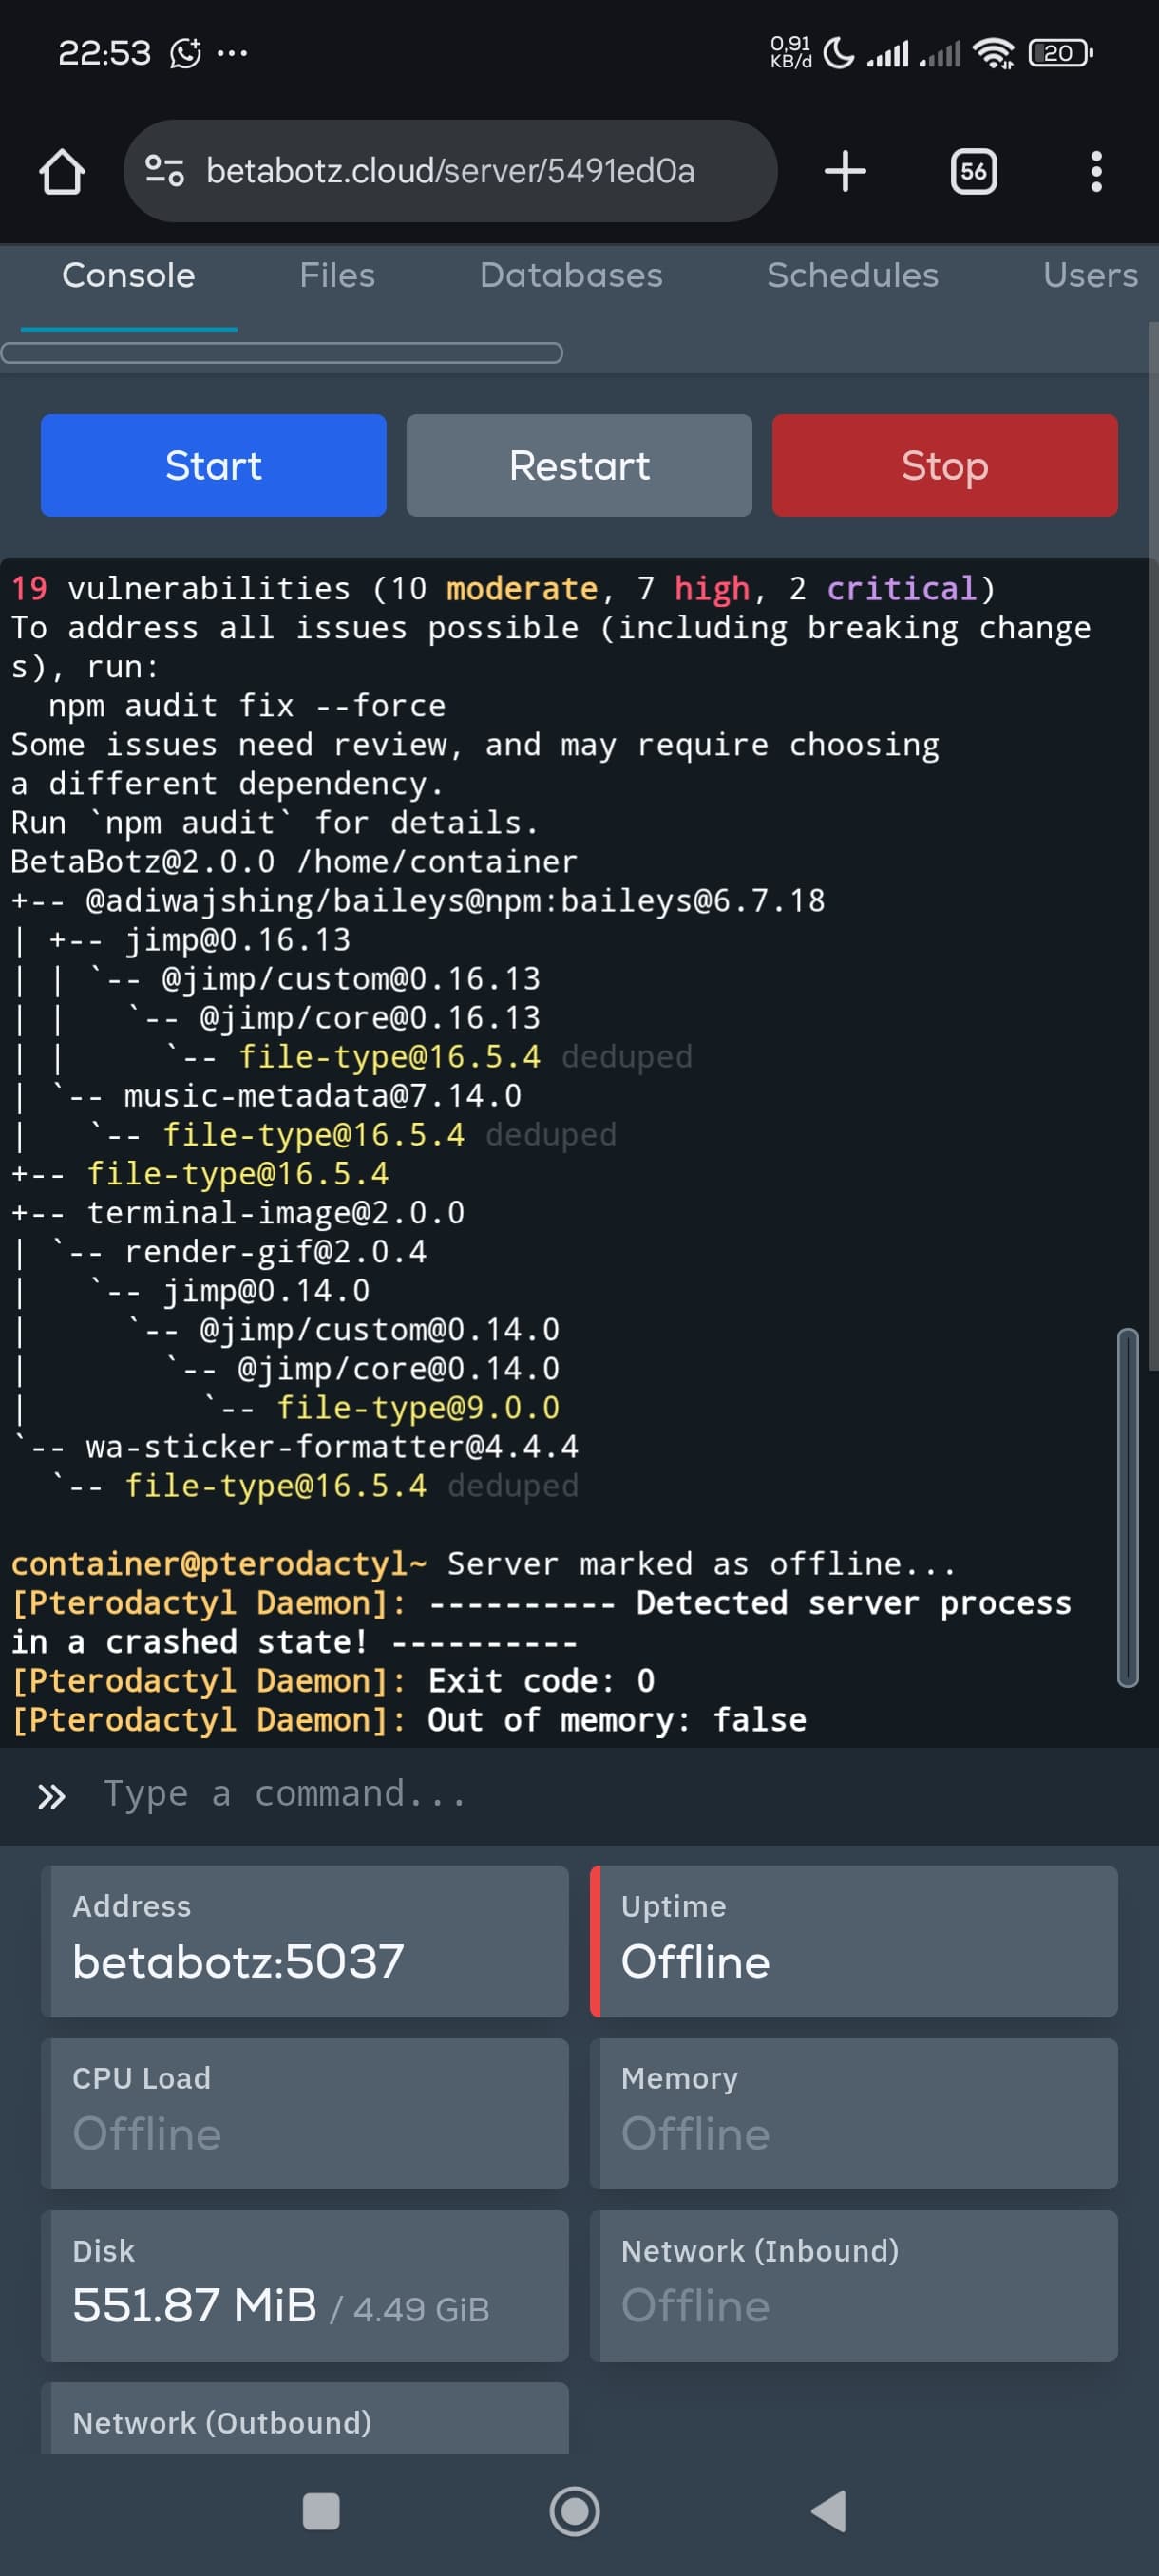 22:53
0,91
KB/d
20
betabotz.cloud/server/5491ed0a
56
Console Files Databases Schedules Users
Start Restart Stop
19 vulnerabilities (10 moderate, 7 high, 2 critical)
To address all issues possible (including breaking change
s), run:
  npm audit fix --force
Some issues need review, and may require choosing
a different dependency.
Run `npm audit` for details.
BetaBotz@2.0.0 /home/container
+-- @adiwajshing/baileys@npm:baileys@6.7.18
| +-- jimp@0.16.13
| | `-- @jimp/custom@0.16.13
| |   `-- @jimp/core@0.16.13
| |     `-- file-type@16.5.4 deduped
| `-- music-metadata@7.14.0
|   `-- file-type@16.5.4 deduped
+-- file-type@16.5.4
+-- terminal-image@2.0.0
| `-- render-gif@2.0.4
|   `-- jimp@0.14.0
|     `-- @jimp/custom@0.14.0
|       `-- @jimp/core@0.14.0
|         `-- file-type@9.0.0
`-- wa-sticker-formatter@4.4.4
  `-- file-type@16.5.4 deduped
container@pterodactyl~ Server marked as offline...
[Pterodactyl Daemon]: ---------- Detected server process
in a crashed state! ----------
[Pterodactyl Daemon]: Exit code: 0
[Pterodactyl Daemon]: Out of memory: false
Type a command...
Address
betabotz:5037
Uptime
Offline
CPU Load
Offline
Memory
Offline
Disk
551.87 MiB / 4.49 GiB
Network (Inbound)
Offline
Network (Outbound)